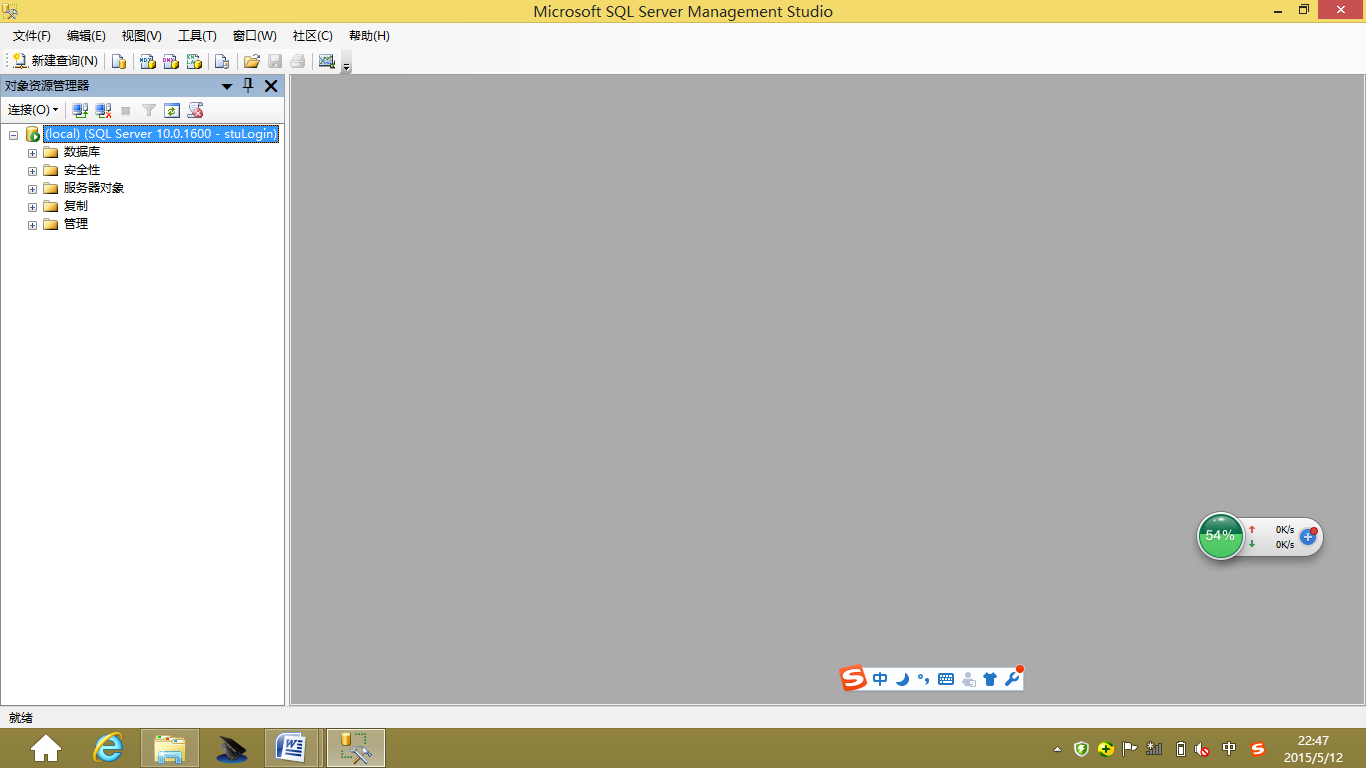 Microsoft SQL Server Management Studio
文件(F) 编辑(E) 视图(V) 工具(T) 窗口(W) 社区(C) 帮助(H)
新建查询(N)
对象资源管理器
连接(O)
(local) (SQL Server 10.0.1600 - stuLogin)
数据库
安全性
服务器对象
复制
管理
54%
0K/s
0K/s
S 中
就绪
中 S
22:47
2015/5/12